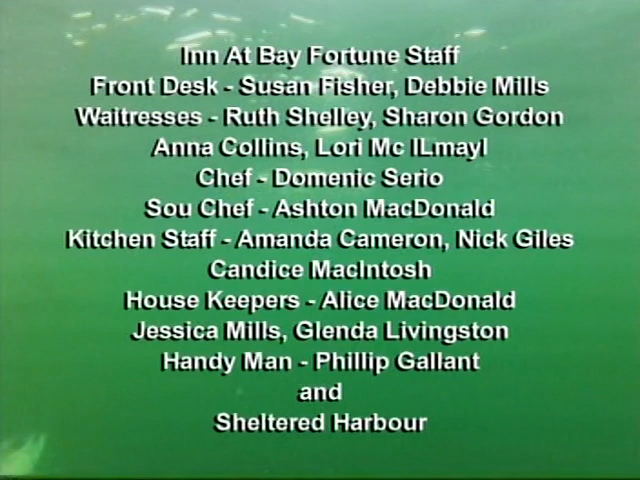 Inn At Bay Fortune Staff
Front Desk - Susan Fisher, Debbie Mills
Waitresses - Ruth Shelley, Sharon Gordon
Anna Collins, Lori Mc ILmayl
Chef - Domenic Serio
Sou Chef - Ashton MacDonald
Kitchen Staff - Amanda Cameron, Nick Giles
Candice MacIntosh
House Keepers - Alice MacDonald
Jessica Mills, Glenda Livingston
Handy Man - Phillip Gallant
and
Sheltered Harbour